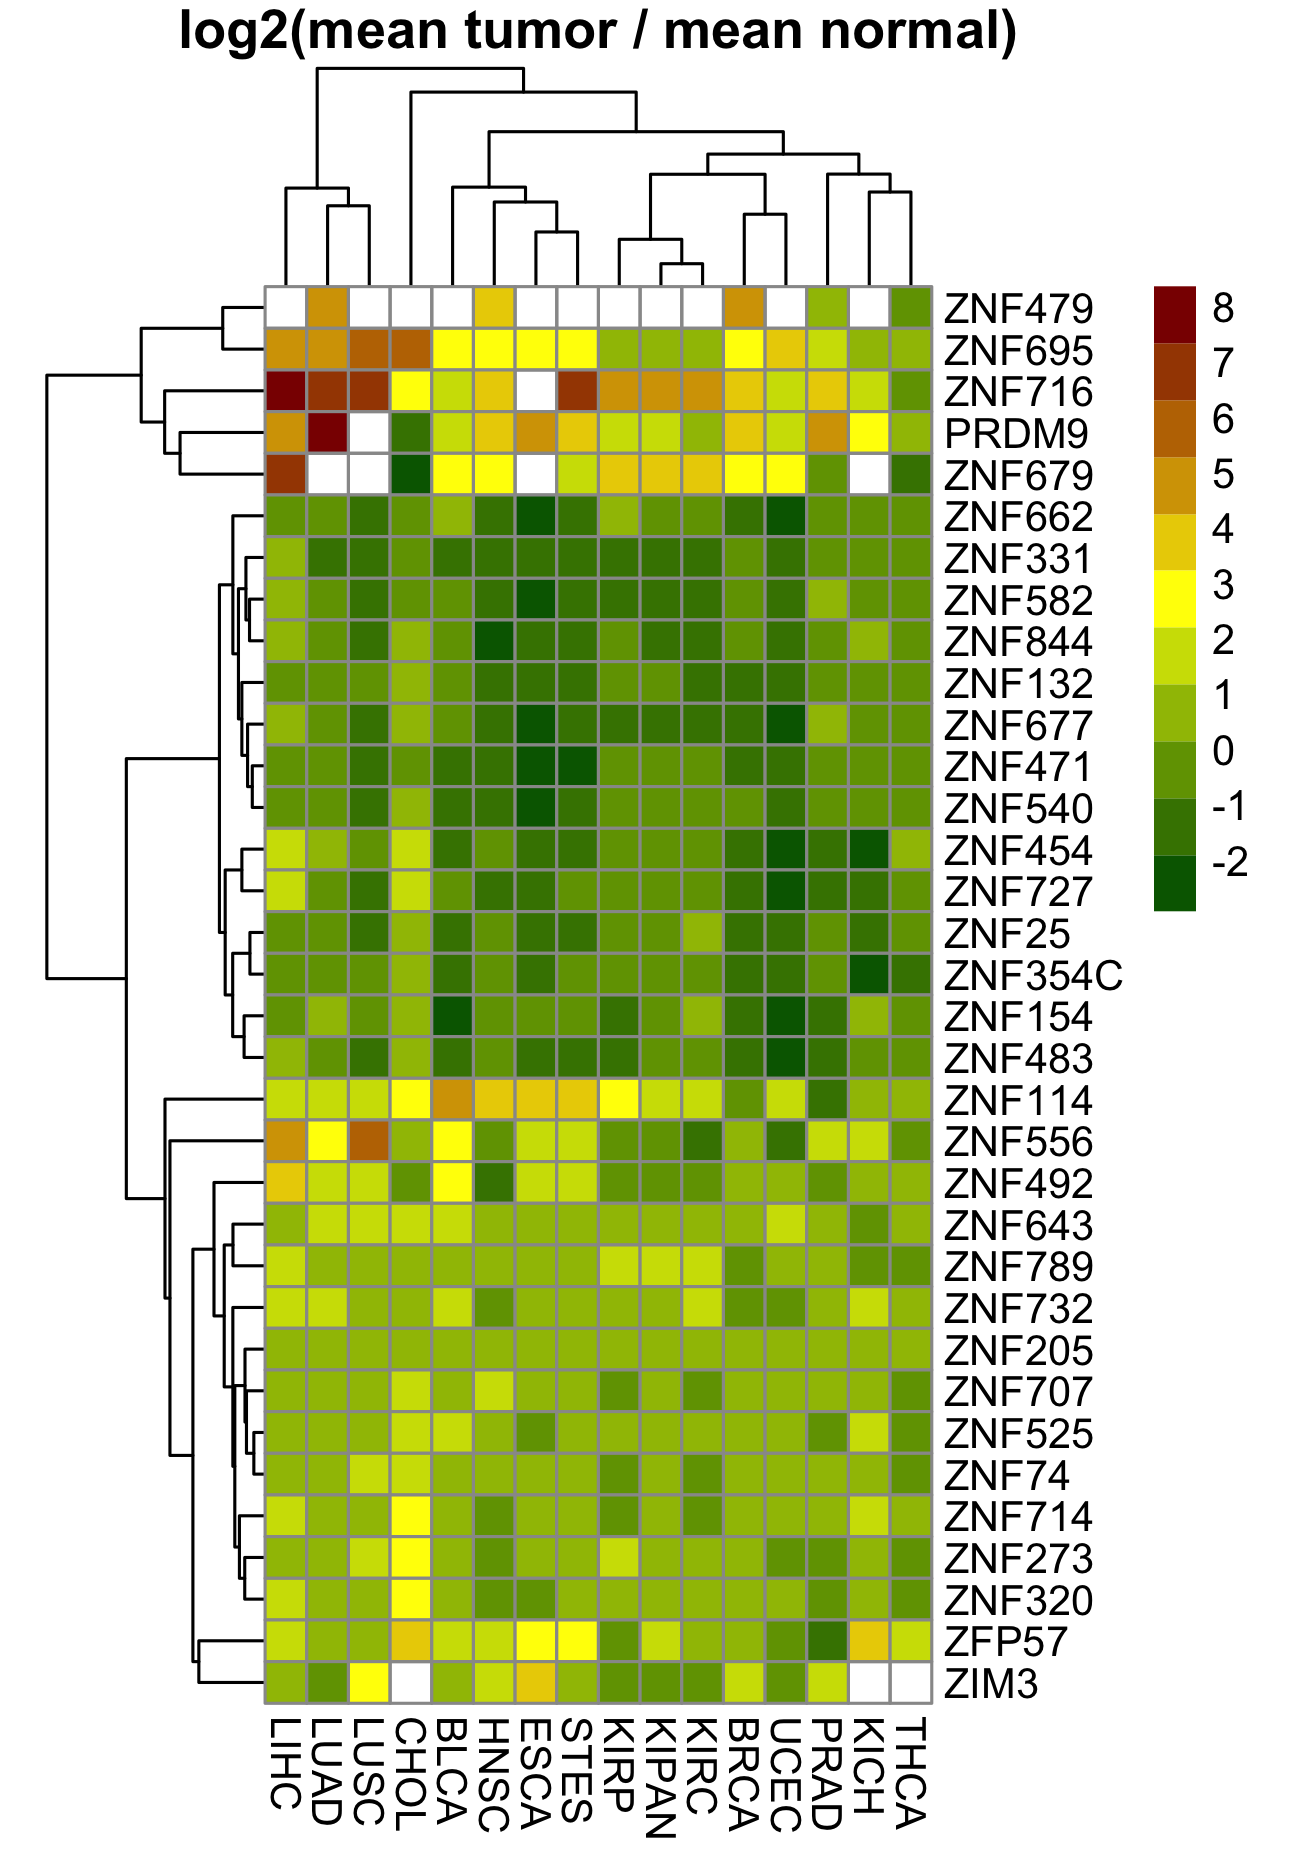 log2(mean tumor / mean normal)
ZNF479
ZNF695
ZNF716
PRDM9
ZNF679
ZNF662
ZNF331
ZNF582
ZNF844
ZNF132
ZNF677
ZNF471
ZNF540
ZNF454
ZNF727
ZNF25
ZNF354C
ZNF154
ZNF483
ZNF114
ZNF556
ZNF492
ZNF643
ZNF789
ZNF732
ZNF205
ZNF707
ZNF525
ZNF74
ZNF714
ZNF273
ZNF320
ZFP57
ZIM3
8
7
6
5
4
3
2
1
0
-1
-2
LIHC
LUAD
LUSC
CHOL
BLCA
HNSC
ESCA
STES
KIRP
KIPAN
KIRC
BRCA
UCEC
PRAD
KICH
THCA